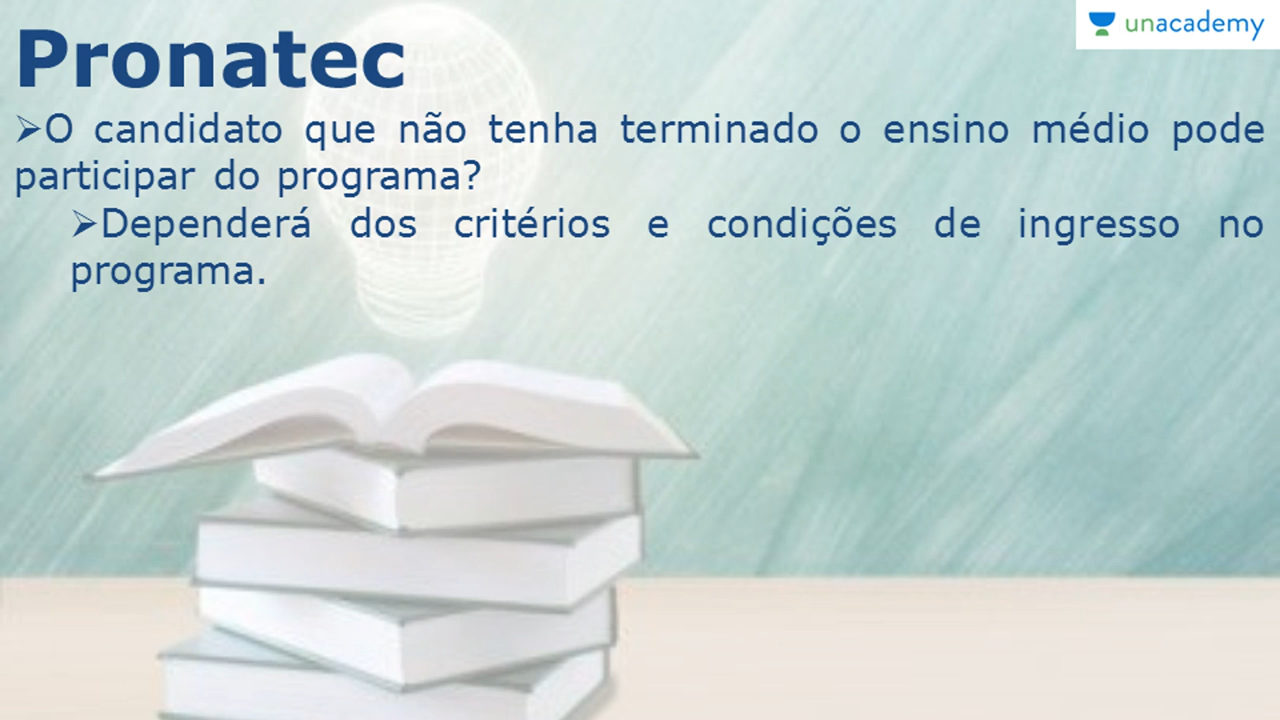 unacademy
Pronatec
➢O candidato que não tenha terminado o ensino médio pode
participar do programa?
➢Dependerá dos critérios e condições de ingresso no
programa.